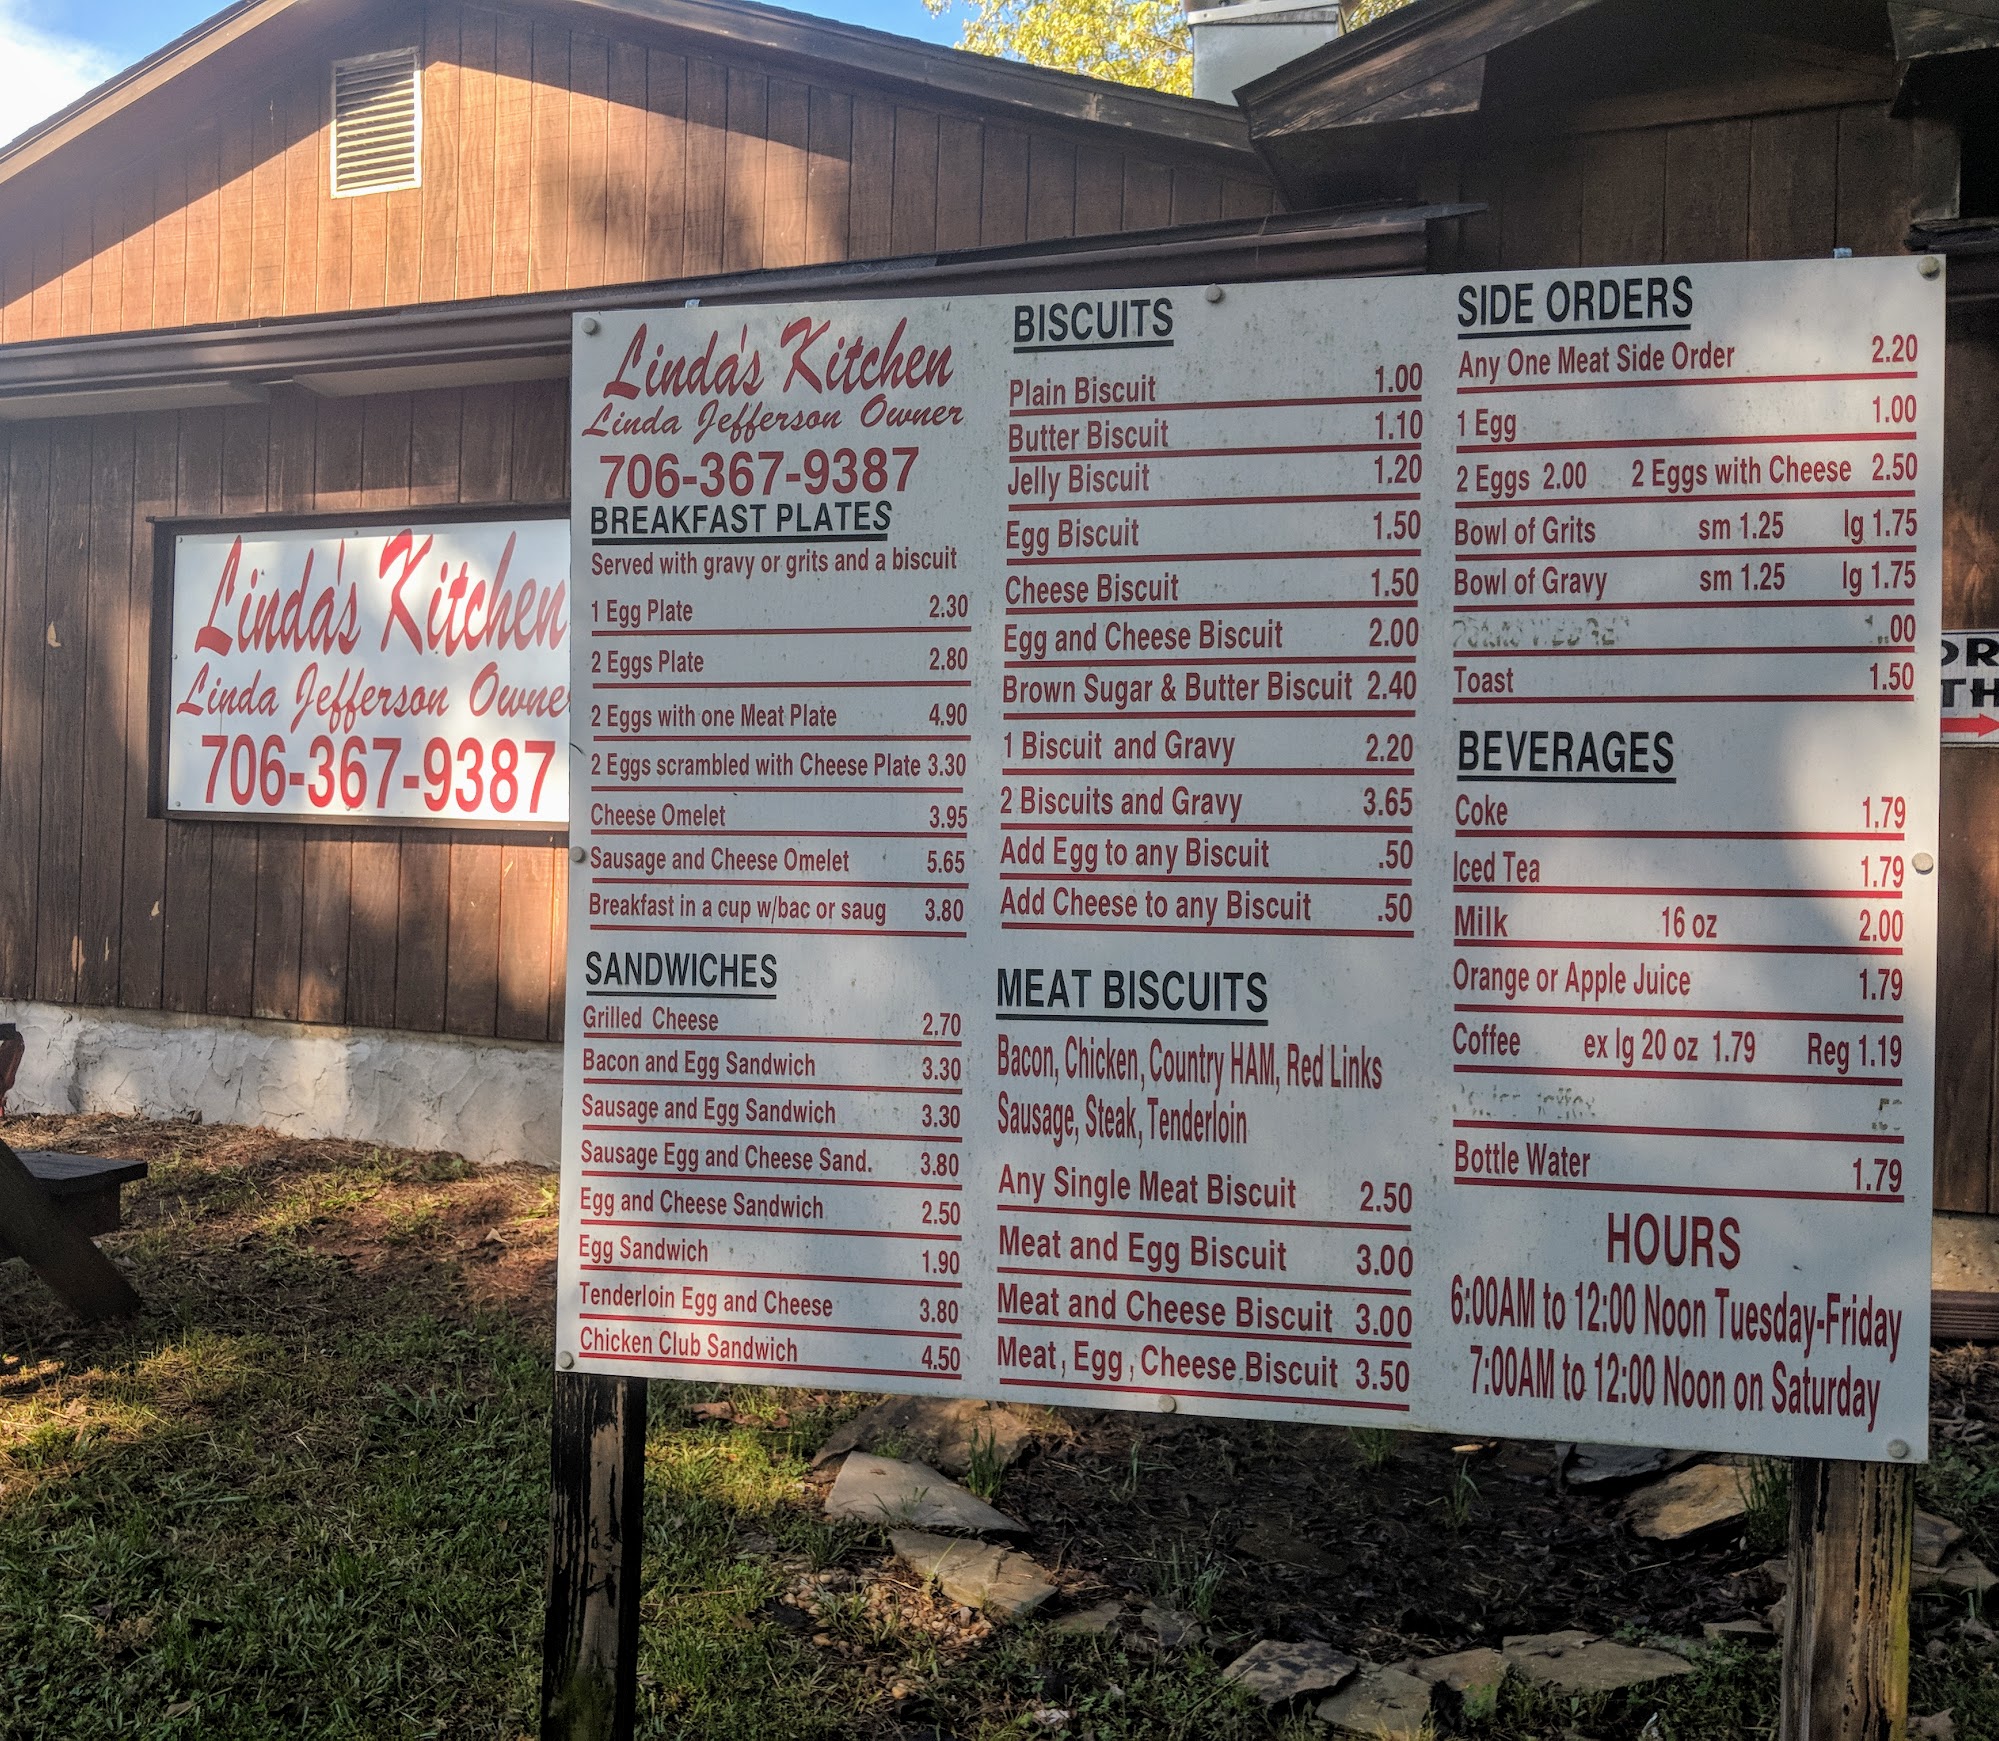 Linda's Kitchen
Linda Jefferson Owner
706-367-9387
Linda's Kitchen
Linda Jefferson Owner
706-367-9387
BREAKFAST PLATES
Served with gravy or grits and a biscuit
1 Egg Plate 2.30
2 Eggs Plate 2.80
2 Eggs with one Meat Plate 4.90
2 Eggs scrambled with Cheese Plate 3.30
Cheese Omelet 3.95
Sausage and Cheese Omelet 5.65
Breakfast in a cup w/bac or saug 3.80
SANDWICHES
Grilled Cheese 2.70
Bacon and Egg Sandwich 3.30
Sausage and Egg Sandwich 3.30
Sausage Egg and Cheese Sand. 3.80
Egg and Cheese Sandwich 2.50
Egg Sandwich 1.90
Tenderloin Egg and Cheese 3.80
Chicken Club Sandwich 4.50
BISCUITS
Plain Biscuit 1.00
Butter Biscuit 1.10
Jelly Biscuit 1.20
Egg Biscuit 1.50
Cheese Biscuit 1.50
Egg and Cheese Biscuit 2.00
Brown Sugar & Butter Biscuit 2.40
1 Biscuit and Gravy 2.20
2 Biscuits and Gravy 3.65
Add Egg to any Biscuit .50
Add Cheese to any Biscuit .50
MEAT BISCUITS
Bacon, Chicken, Country HAM, Red Links
Sausage, Steak, Tenderloin
Any Single Meat Biscuit 2.50
Meat and Egg Biscuit 3.00
Meat and Cheese Biscuit 3.00
Meat, Egg, Cheese Biscuit 3.50
SIDE ORDERS
Any One Meat Side Order 2.20
1 Egg 1.00
2 Eggs 2.00 2 Eggs with Cheese 2.50
Bowl of Grits sm 1.25 lg 1.75
Bowl of Gravy sm 1.25 lg 1.75
.00
Toast 1.50
BEVERAGES
Coke 1.79
Iced Tea 1.79
Milk 16 oz 2.00
Orange or Apple Juice 1.79
Coffee ex lg 20 oz 1.79 Reg 1.19
Bottle Water 1.79
HOURS
6:00AM to 12:00 Noon Tuesday-Friday
7:00AM to 12:00 Noon on Saturday